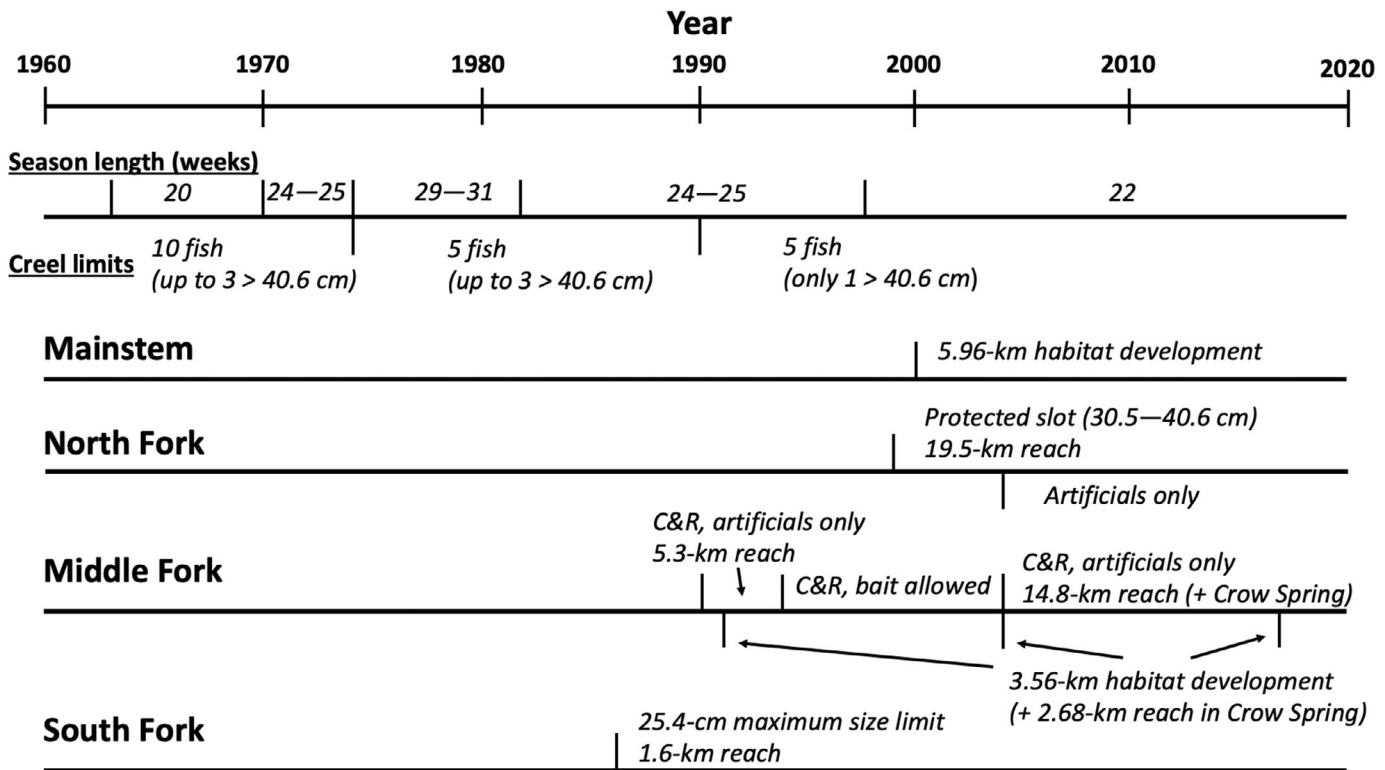 Year
1960 1970 1980 1990 2000 2010 2020
Season length (weeks)
20 24—25 29—31 24—25 22
Creel limits
10 fish
(up to 3 > 40.6 cm)
5 fish
(up to 3 > 40.6 cm)
5 fish
(only 1 > 40.6 cm)
Mainstem
5.96-km habitat development
North Fork
Protected slot (30.5—40.6 cm)
19.5-km reach
Artificials only
Middle Fork
C&R, artificials only
5.3-km reach
C&R, bait allowed
C&R, artificials only
14.8-km reach (+ Crow Spring)
3.56-km habitat development
(+ 2.68-km reach in Crow Spring)
South Fork
25.4-cm maximum size limit
1.6-km reach